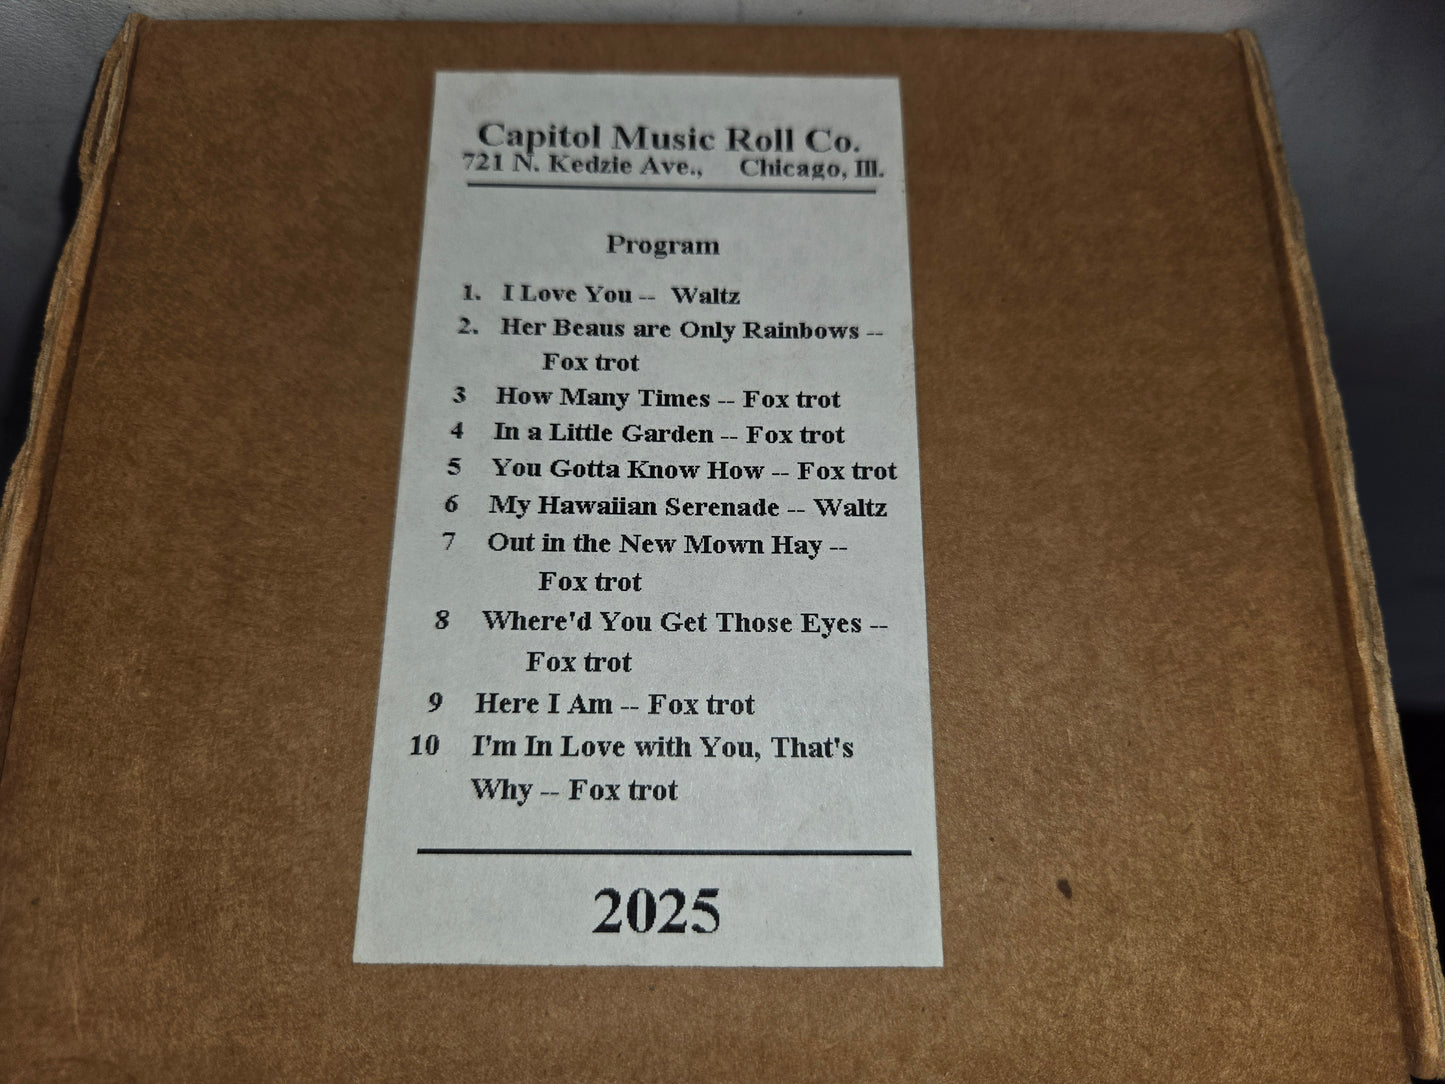 Capitol Music Roll Co.
721 N. Kedzie Ave., Chicago, Ill.
Program
1. I Love You -- Waltz
2. Her Beaus are Only Rainbows --
Fox trot
3 How Many Times -- Fox trot
4 In a Little Garden -- Fox trot
5 You Gotta Know How -- Fox trot
6 My Hawaiian Serenade -- Waltz
7 Out in the New Mown Hay --
Fox trot
8 Where'd You Get Those Eyes --
Fox trot
9 Here I Am -- Fox trot
10 I'm In Love with You, That's
Why -- Fox trot
2025